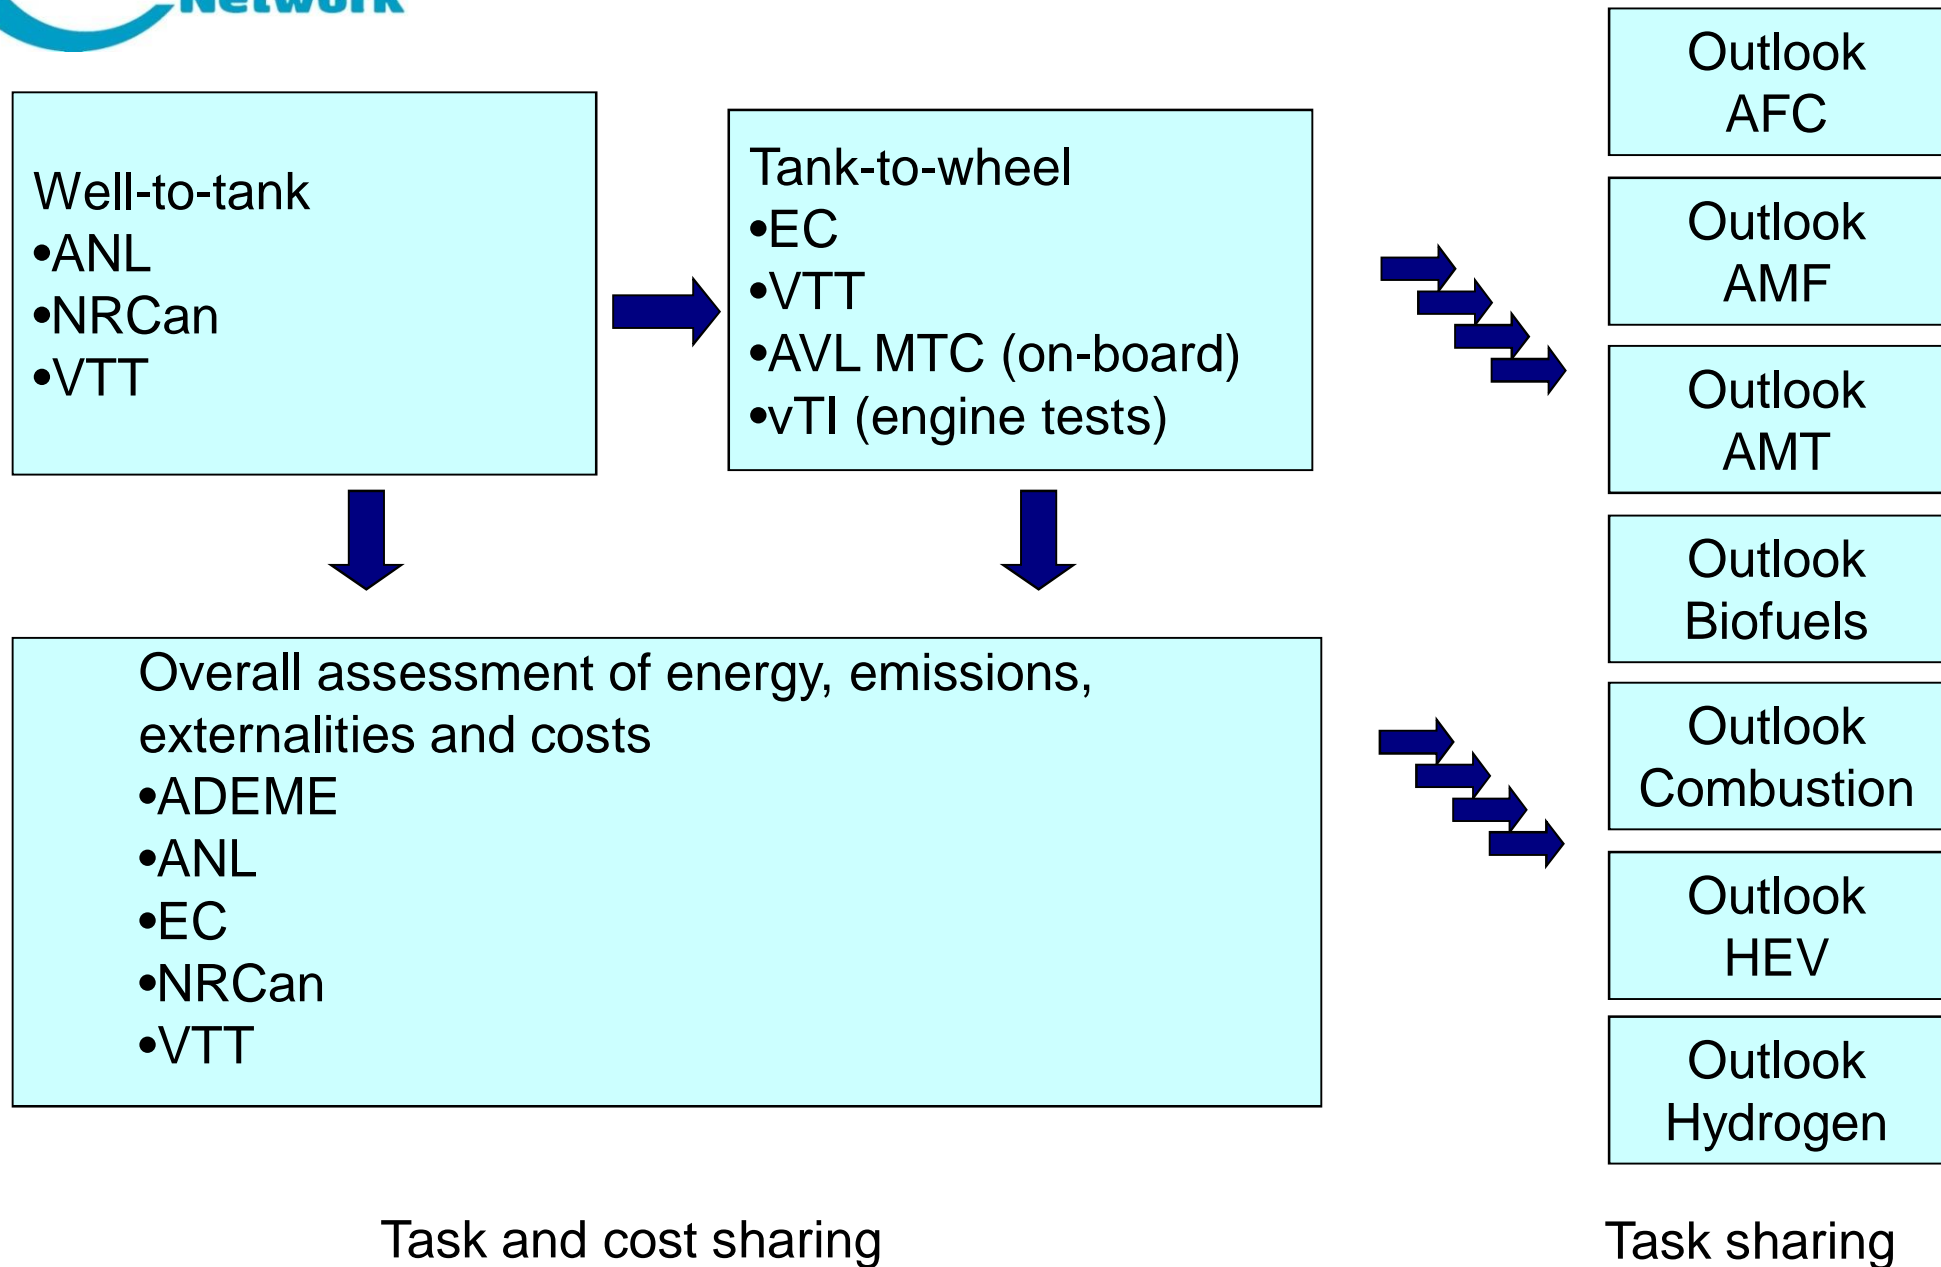 Network
Well-to-tank
•ANL
•NRCan
•VTT
Tank-to-wheel
•EC
•VTT
•AVL MTC (on-board)
•vTI (engine tests)
Overall assessment of energy, emissions,
externalities and costs
•ADEME
•ANL
•EC
•NRCan
•VTT
Task and cost sharing
Outlook
AFC
Outlook
AMF
Outlook
AMT
Outlook
Biofuels
Outlook
Combustion
Outlook
HEV
Outlook
Hydrogen
Task sharing